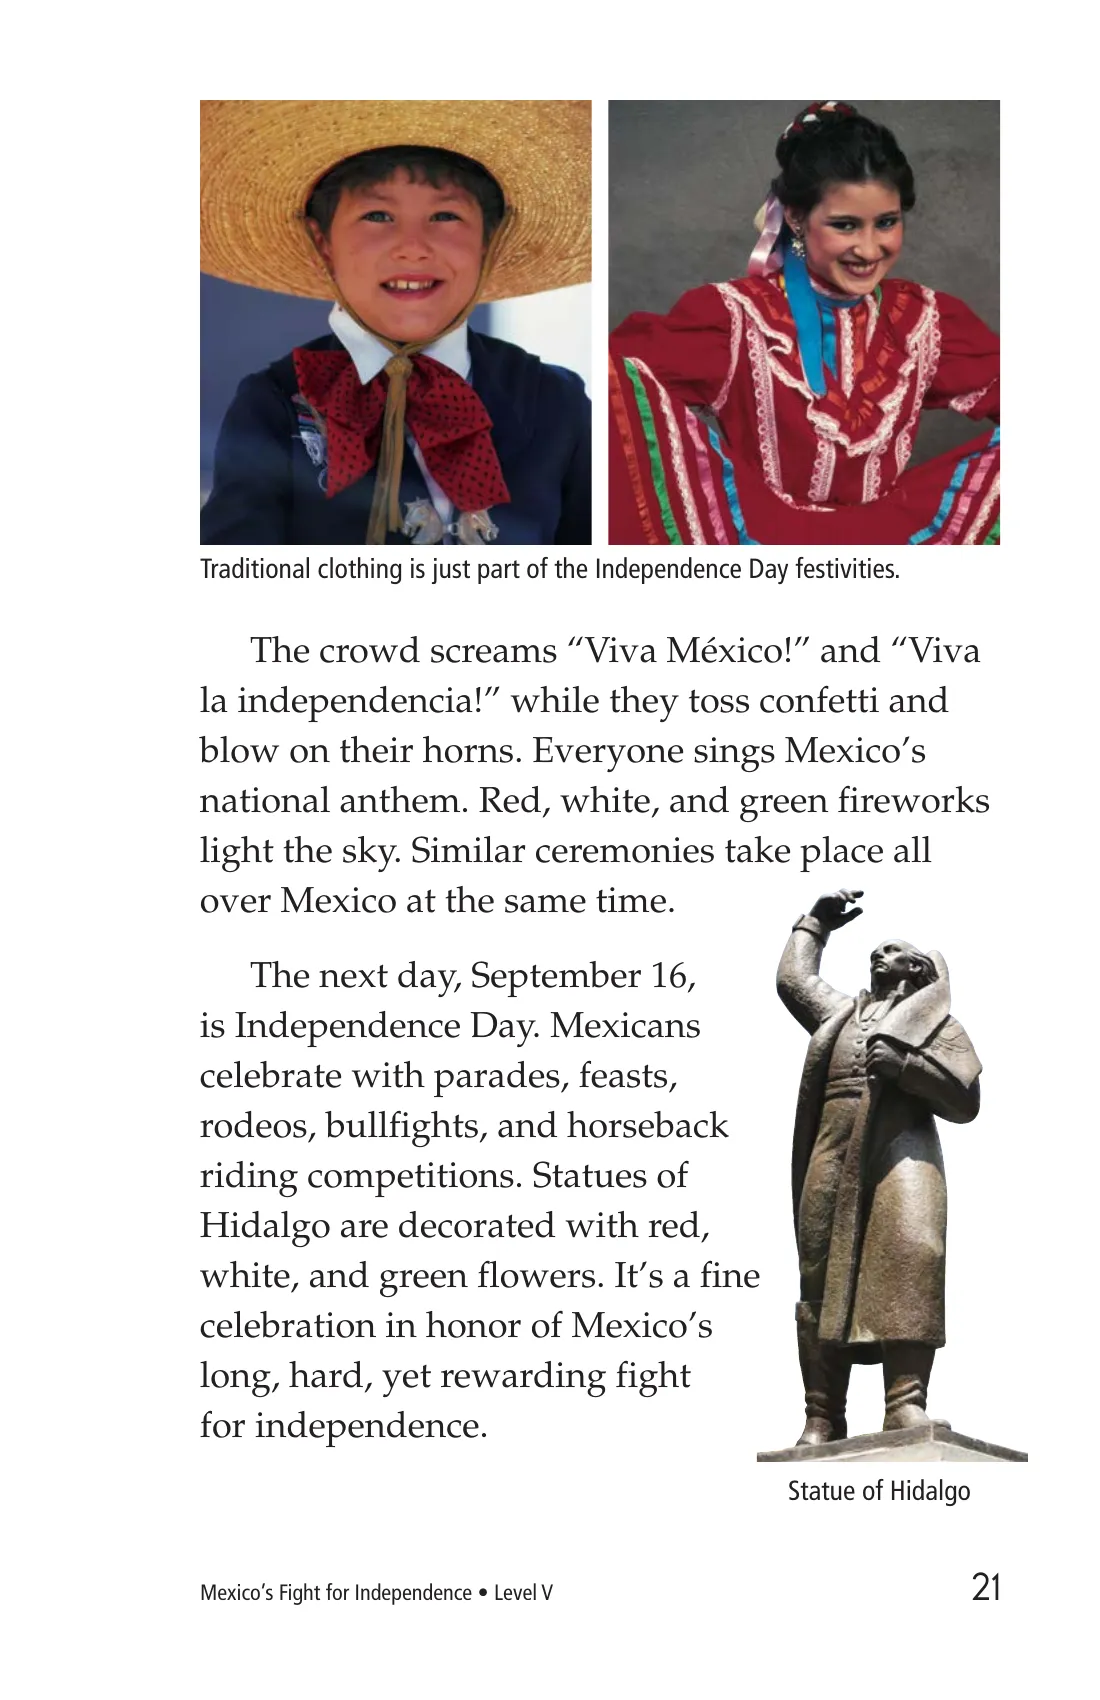 Traditional clothing is just part of the Independence Day festivities.
The crowd screams “Viva México!” and “Viva
la independencia!” while they toss confetti and
blow on their horns. Everyone sings Mexico’s
national anthem. Red, white, and green fireworks
light the sky. Similar ceremonies take place all
over Mexico at the same time.
The next day, September 16,
is Independence Day. Mexicans
celebrate with parades, feasts,
rodeos, bullfights, and horseback
riding competitions. Statues of
Hidalgo are decorated with red,
white, and green flowers. It’s a fine
celebration in honor of Mexico’s
long, hard, yet rewarding fight
for independence.
Statue of Hidalgo
Mexico’s Fight for Independence • Level V
21